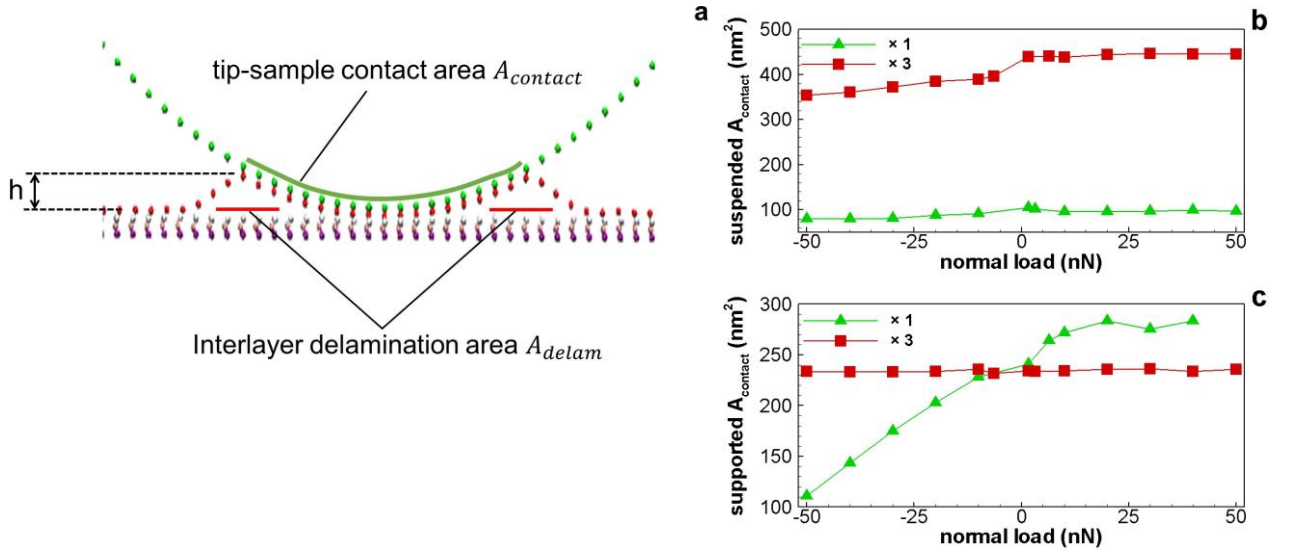 a
tip-sample contact area A_contact
h
Interlayer delamination area A_delam
b
500
400
300
200
100
suspended A_contact (nm²)
× 1
× 3
-50 -25 0 25 50
normal load (nN)
c
300
250
200
150
100
supported A_contact (nm²)
× 1
× 3
-50 -25 0 25 50
normal load (nN)